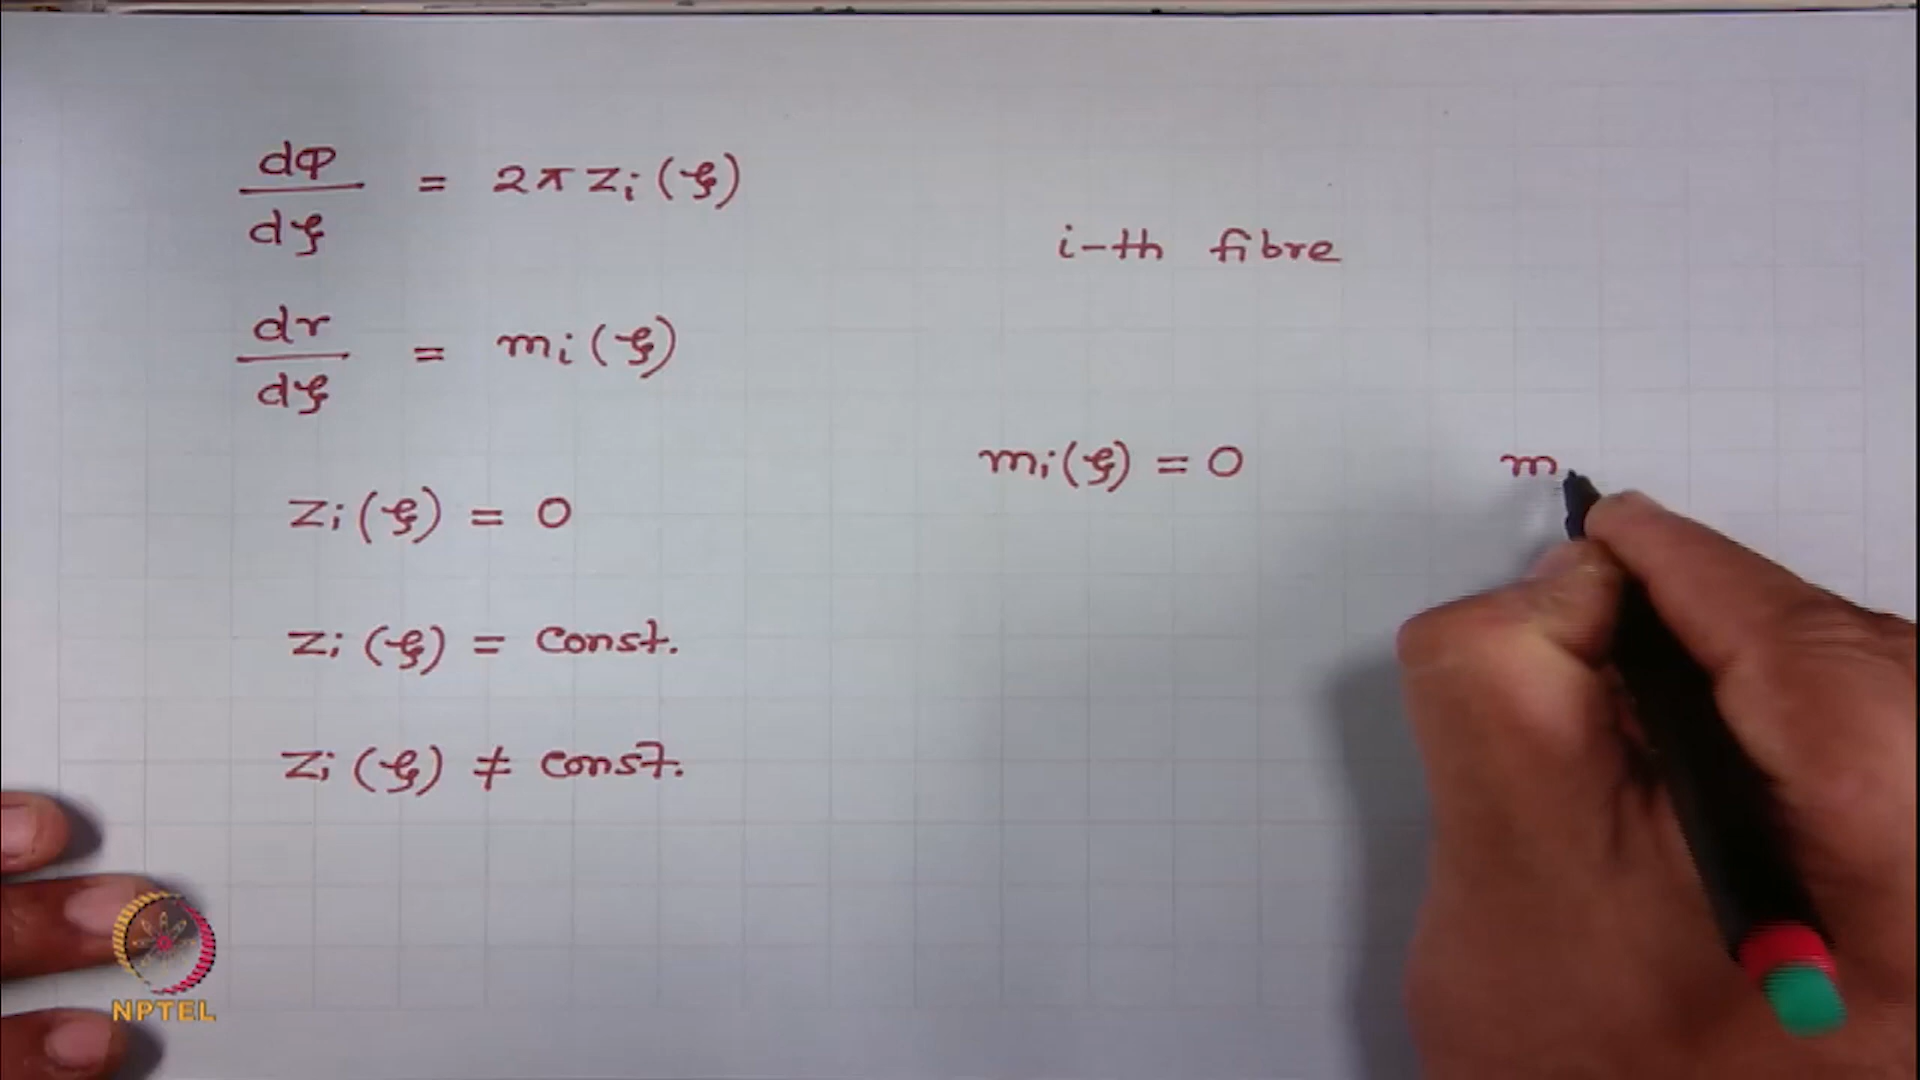 dφ/dξ = 2π zᵢ(ξ)
i-th fibre
dr/dξ = mᵢ(ξ)
mᵢ(ξ) = 0
m
zᵢ(ξ) = 0
zᵢ(ξ) = const.
zᵢ(ξ) ≠ const.
NPTEL